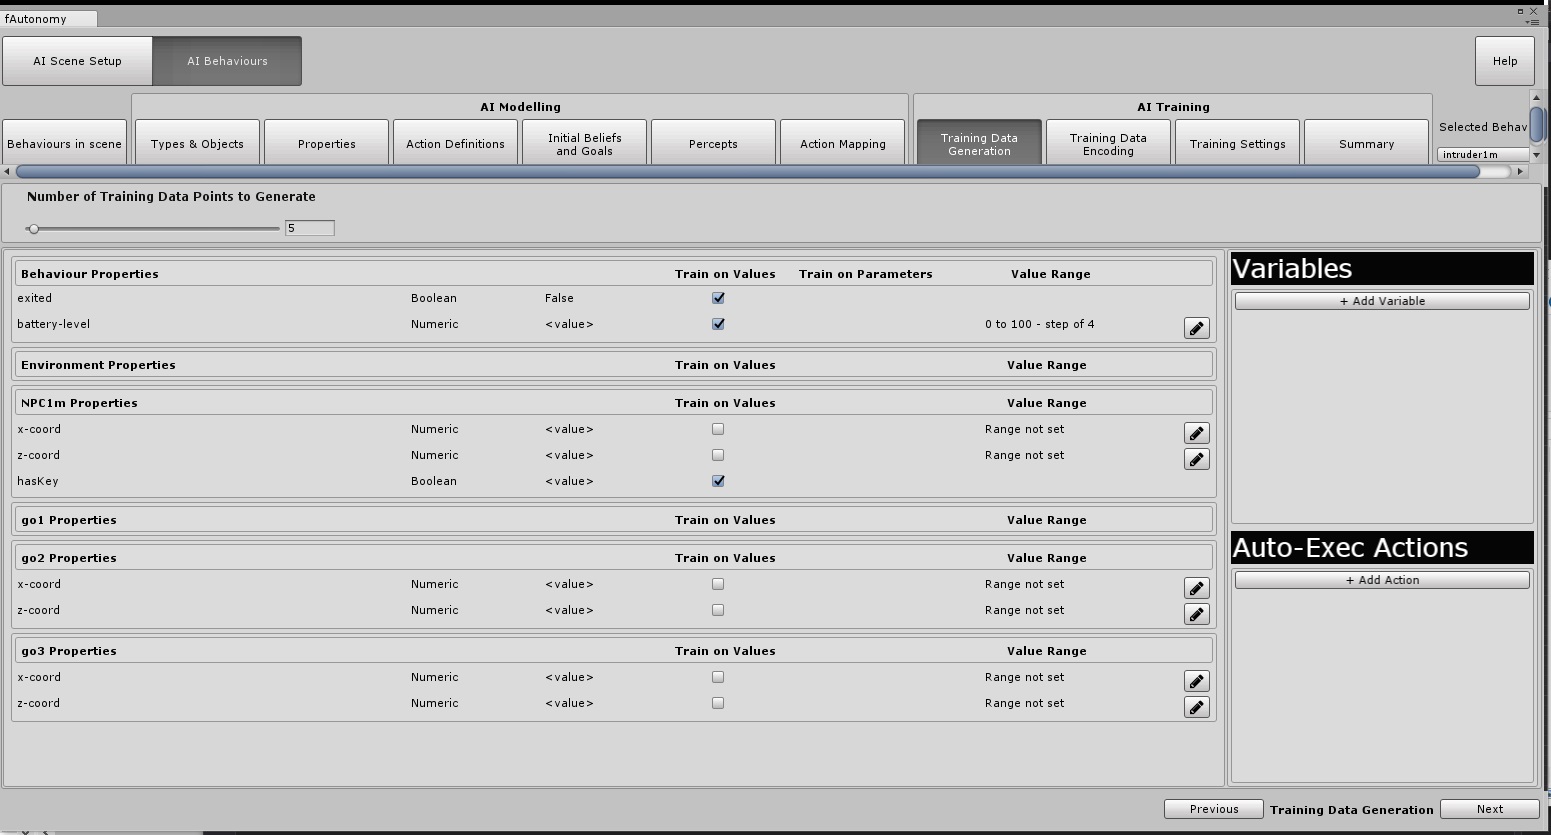 fAutonomy
AI Scene Setup
AI Behaviours
Help
AI Modelling
AI Training
Behaviours in scene
Types & Objects
Properties
Action Definitions
Initial Beliefs
and Goals
Percepts
Action Mapping
Training Data
Generation
Training Data
Encoding
Training Settings
Summary
Selected Behav
intruder1m
Number of Training Data Points to Generate
5
Behaviour Properties Train on Values Train on Parameters Value Range
exited Boolean False
battery-level Numeric <value> 0 to 100 - step of 4
Environment Properties Train on Values Value Range
NPC1m Properties Train on Values Value Range
x-coord Numeric <value> Range not set
z-coord Numeric <value> Range not set
hasKey Boolean <value>
go1 Properties Train on Values Value Range
go2 Properties Train on Values Value Range
x-coord Numeric <value> Range not set
z-coord Numeric <value> Range not set
go3 Properties Train on Values Value Range
x-coord Numeric <value> Range not set
z-coord Numeric <value> Range not set
Variables
+ Add Variable
Auto-Exec Actions
+ Add Action
Previous Training Data Generation Next